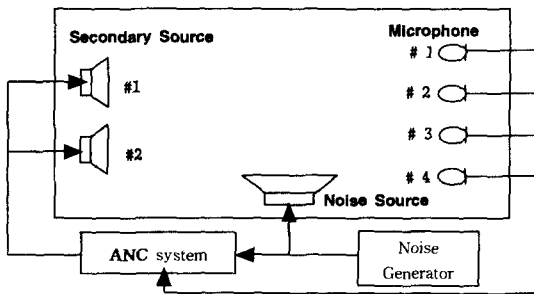 Secondary Source
Microphone
#1
#2
# 1
# 2
# 3
# 4
Noise Source
ANC system
Noise
Generator